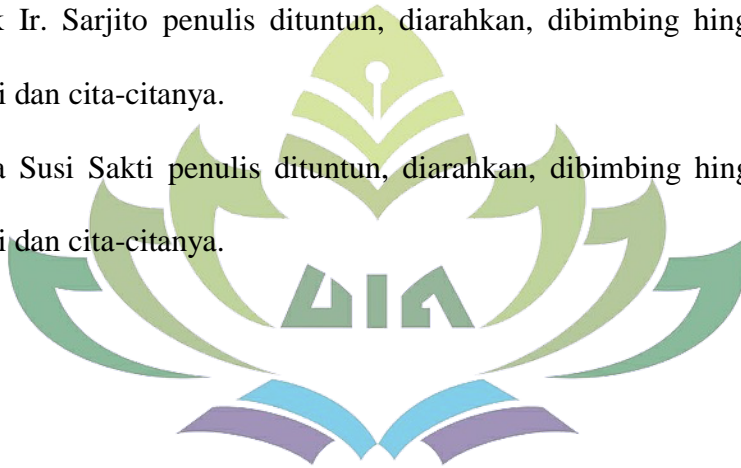 k Ir. Sarjito penulis dituntun, diarahkan, dibimbing hing
i dan cita-citanya.
a Susi Sakti penulis dituntun, diarahkan, dibimbing hing
i dan cita-citanya.
UIN